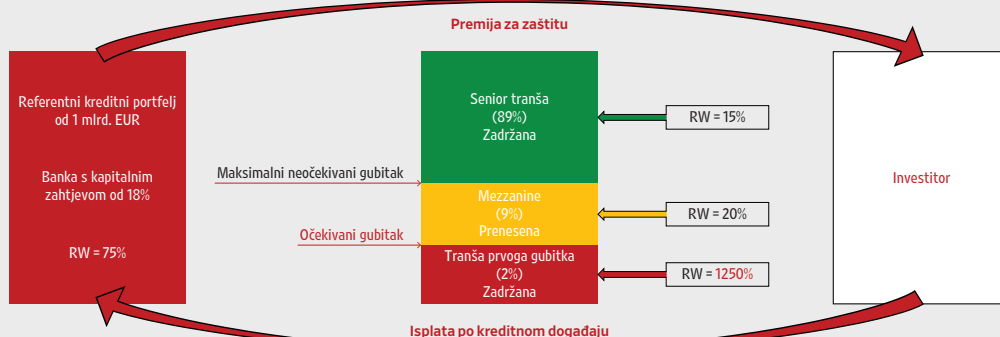 Premija za zaštitu
Referentni kreditni portfelj
od 1 mlrd. EUR
Banka s kapitalnim
zahtjevom od 18%
RW = 75%
Maksimalni neočekivani gubitak
Očekivani gubitak
Senior tranša
(89%)
Zadržana
Mezzanine
(9%)
Prenesena
Tranša prvoga gubitka
(2%)
Zadržana
RW = 15%
RW = 20%
RW = 1250%
Investitor
Isplata po kreditnom događaju